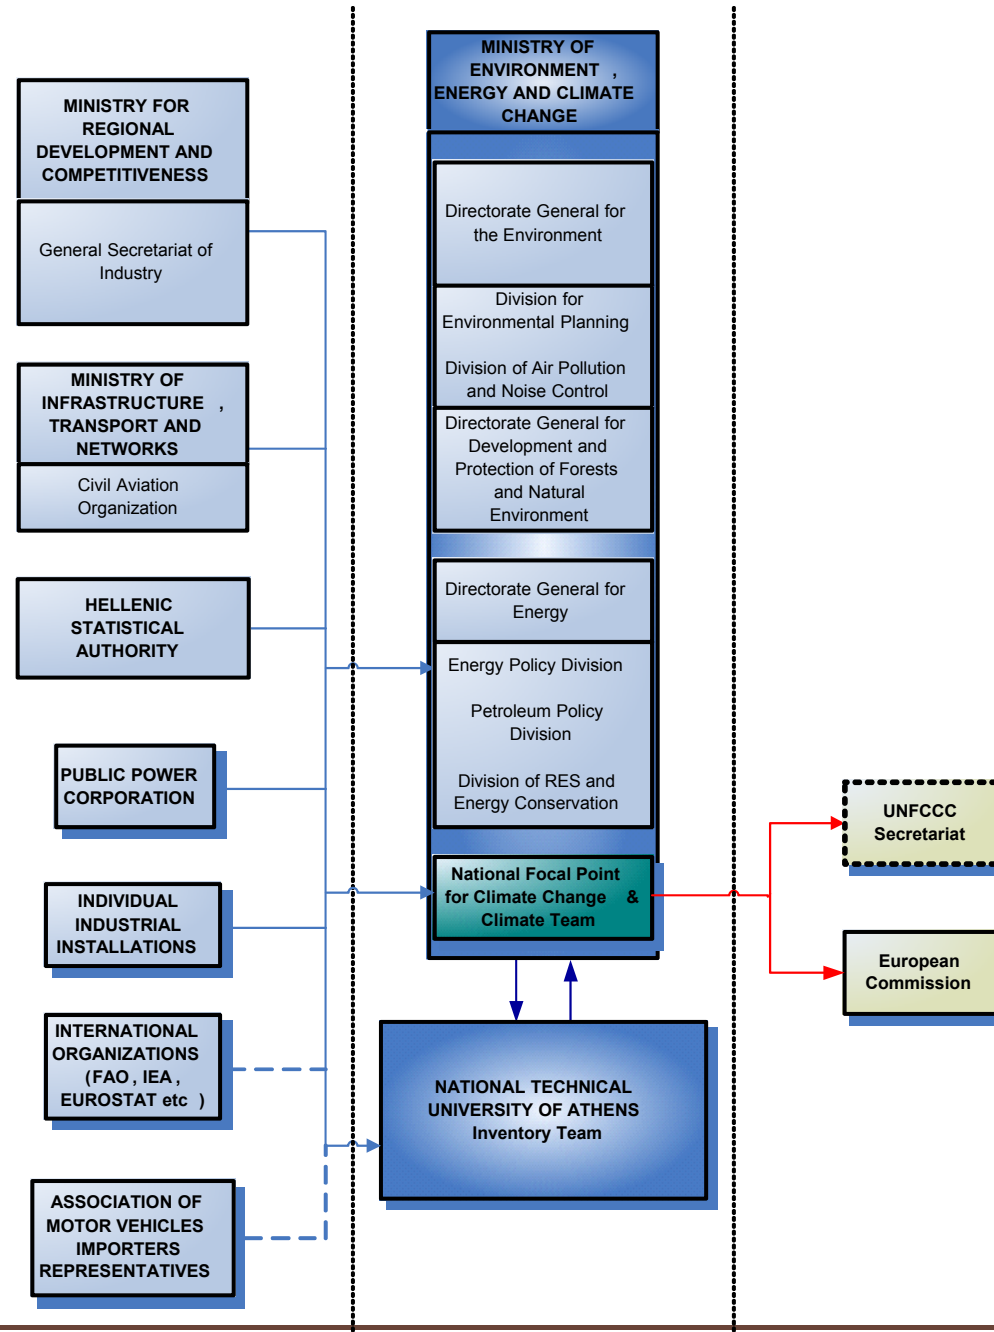 MINISTRY FOR
REGIONAL
DEVELOPMENT AND
COMPETITIVENESS
General Secretariat of
Industry
MINISTRY OF
INFRASTRUCTURE ,
TRANSPORT AND
NETWORKS
Civil Aviation
Organization
HELLENIC
STATISTICAL
AUTHORITY
PUBLIC POWER
CORPORATION
INDIVIDUAL
INDUSTRIAL
INSTALLATIONS
INTERNATIONAL
ORGANIZATIONS
(FAO , IEA ,
EUROSTAT etc )
ASSOCIATION OF
MOTOR VEHICLES
IMPORTERS
REPRESENTATIVES
MINISTRY OF
ENVIRONMENT ,
ENERGY AND CLIMATE
CHANGE
Directorate General for
the Environment
Division for
Environmental Planning
Division of Air Pollution
and Noise Control
Directorate General for
Development and
Protection of Forests
and Natural
Environment
Directorate General for
Energy
Energy Policy Division
Petroleum Policy
Division
Division of RES and
Energy Conservation
National Focal Point
for Climate Change &
Climate Team
NATIONAL TECHNICAL
UNIVERSITY OF ATHENS
Inventory Team
UNFCCC
Secretariat
European
Commission